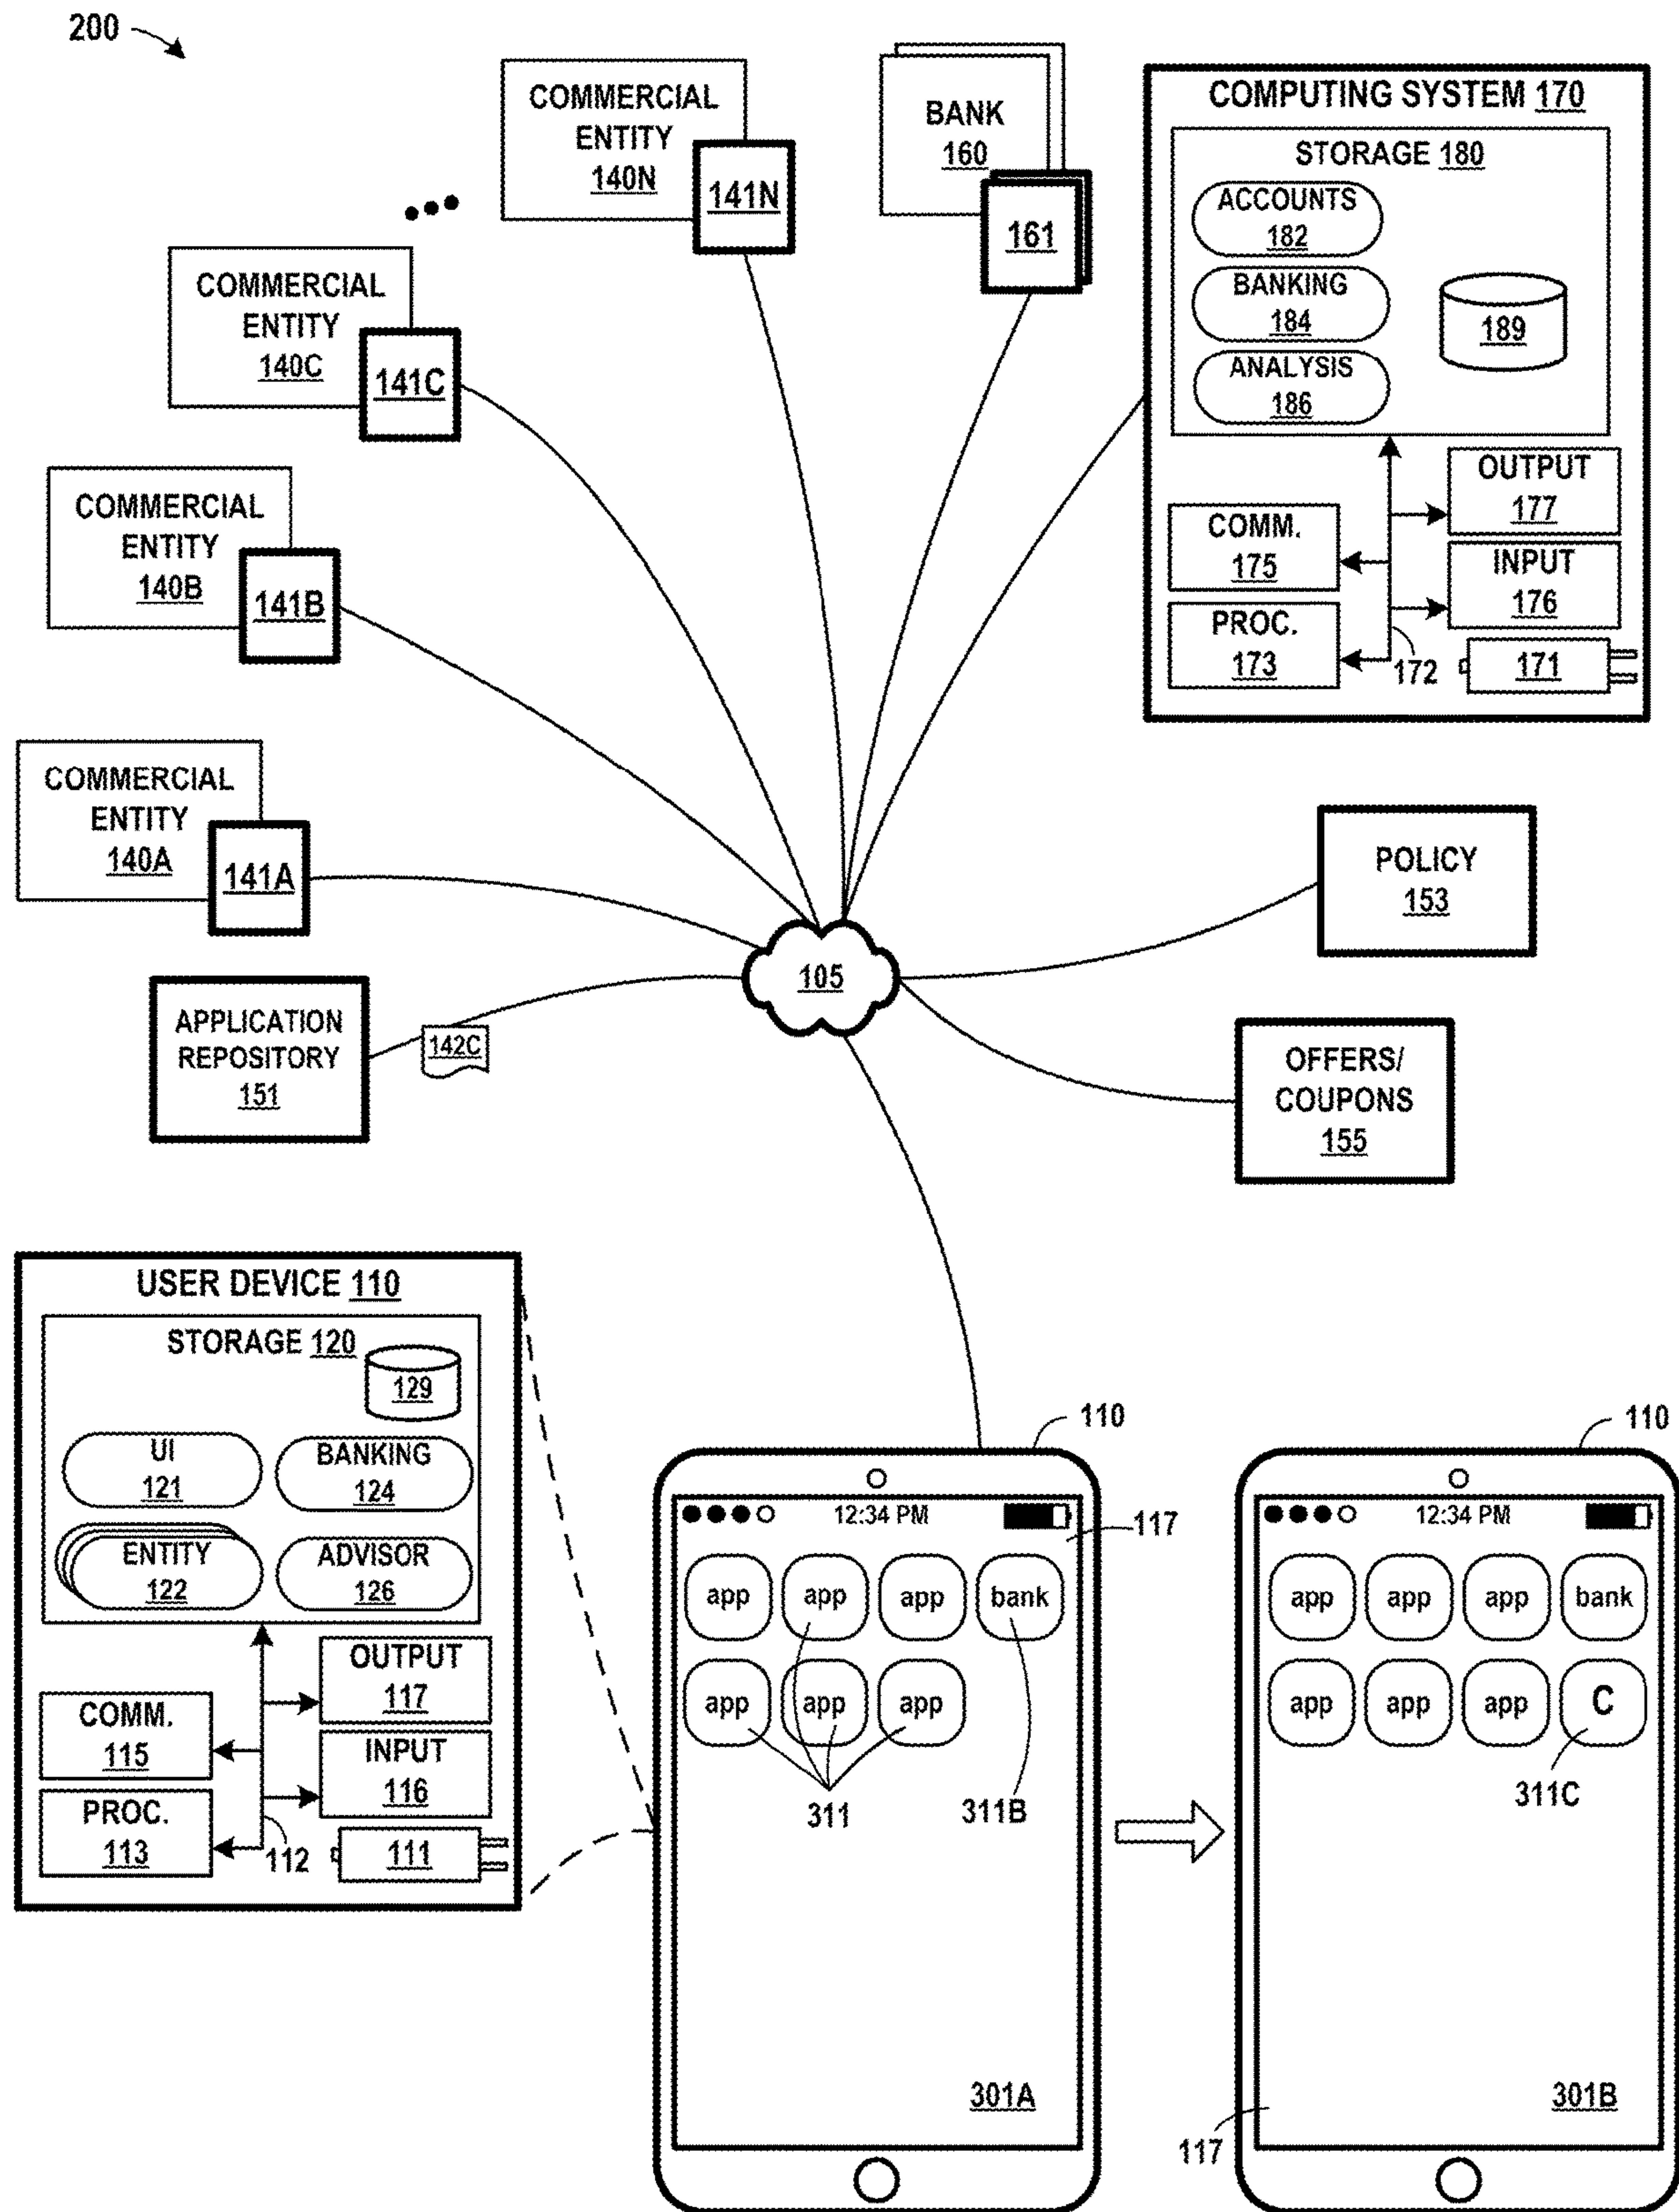 200
COMMERCIAL
ENTITY
140N
141N
BANK
160
161
COMMERCIAL
ENTITY
140C
141C
COMMERCIAL
ENTITY
140B
141B
COMMERCIAL
ENTITY
140A
141A
COMPUTING SYSTEM 170
STORAGE 180
ACCOUNTS
182
BANKING
184
ANALYSIS
186
189
OUTPUT
177
COMM.
175
INPUT
176
PROC.
173
172
171
POLICY
153
105
APPLICATION
REPOSITORY
151
142C
OFFERS/
COUPONS
155
USER DEVICE 110
STORAGE 120
129
UI
121
BANKING
124
ENTITY
122
ADVISOR
126
OUTPUT
117
COMM.
115
INPUT
116
PROC.
113
112
111
110
12:34 PM
117
app app app bank
app app app
311
311B
301A
110
12:34 PM
app app app bank
app app app C
311C
301B
117